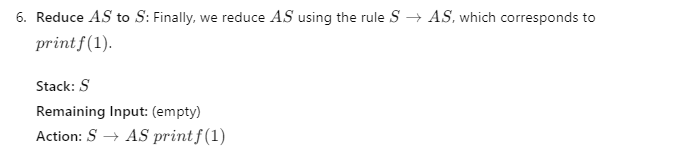 6. Reduce AS to S: Finally, we reduce AS using the rule S → AS, which corresponds to
printf(1).
Stack: S
Remaining Input: (empty)
Action: S → AS printf(1)